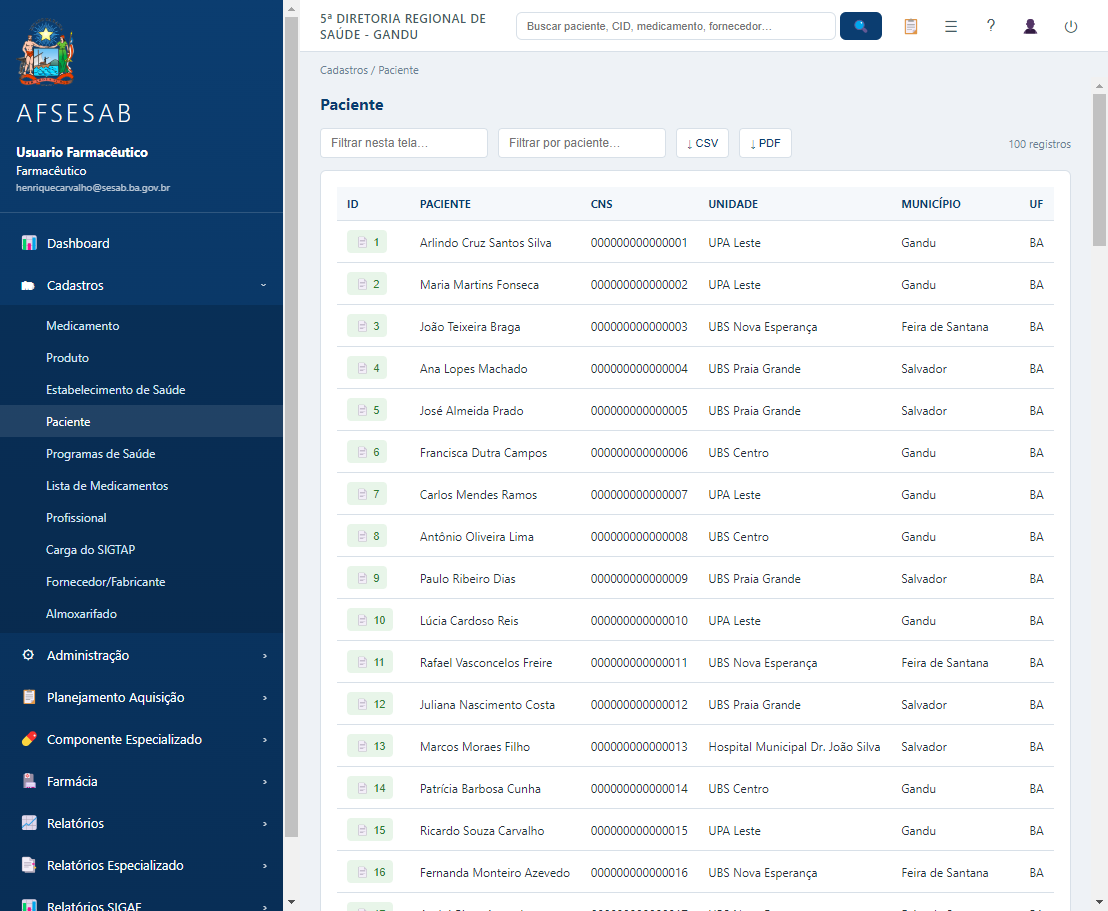 AFSESAB
Usuario Farmacêutico
Farmacêutico
henriquecarvalho@sesab.ba.gov.br
Dashboard
Cadastros
Medicamento
Produto
Estabelecimento de Saúde
Paciente
Programas de Saúde
Lista de Medicamentos
Profissional
Carga do SIGTAP
Fornecedor/Fabricante
Almoxarifado
Administração
Planejamento Aquisição
Componente Especializado
Farmácia
Relatórios
Relatórios Especializado
Relatórios SIGAF
5ª DIRETORIA REGIONAL DE
SAÚDE - GANDU
Buscar paciente, CID, medicamento, fornecedor...
?
Cadastros / Paciente
Paciente
Filtrar nesta tela... Filtrar por paciente... ↓ CSV ↓ PDF 100 registros
ID PACIENTE CNS UNIDADE MUNICÍPIO UF
1 Arlindo Cruz Santos Silva 000000000000001 UPA Leste Gandu BA
2 Maria Martins Fonseca 000000000000002 UPA Leste Gandu BA
3 João Teixeira Braga 000000000000003 UBS Nova Esperança Feira de Santana BA
4 Ana Lopes Machado 000000000000004 UBS Praia Grande Salvador BA
5 José Almeida Prado 000000000000005 UBS Praia Grande Salvador BA
6 Francisca Dutra Campos 000000000000006 UBS Centro Gandu BA
7 Carlos Mendes Ramos 000000000000007 UPA Leste Gandu BA
8 Antônio Oliveira Lima 000000000000008 UBS Centro Gandu BA
9 Paulo Ribeiro Dias 000000000000009 UBS Praia Grande Salvador BA
10 Lúcia Cardoso Reis 000000000000010 UPA Leste Gandu BA
11 Rafael Vasconcelos Freire 000000000000011 UBS Nova Esperança Feira de Santana BA
12 Juliana Nascimento Costa 000000000000012 UBS Praia Grande Salvador BA
13 Marcos Moraes Filho 000000000000013 Hospital Municipal Dr. João Silva Salvador BA
14 Patrícia Barbosa Cunha 000000000000014 UBS Centro Gandu BA
15 Ricardo Souza Carvalho 000000000000015 UPA Leste Gandu BA
16 Fernanda Monteiro Azevedo 000000000000016 UBS Nova Esperança Feira de Santana BA